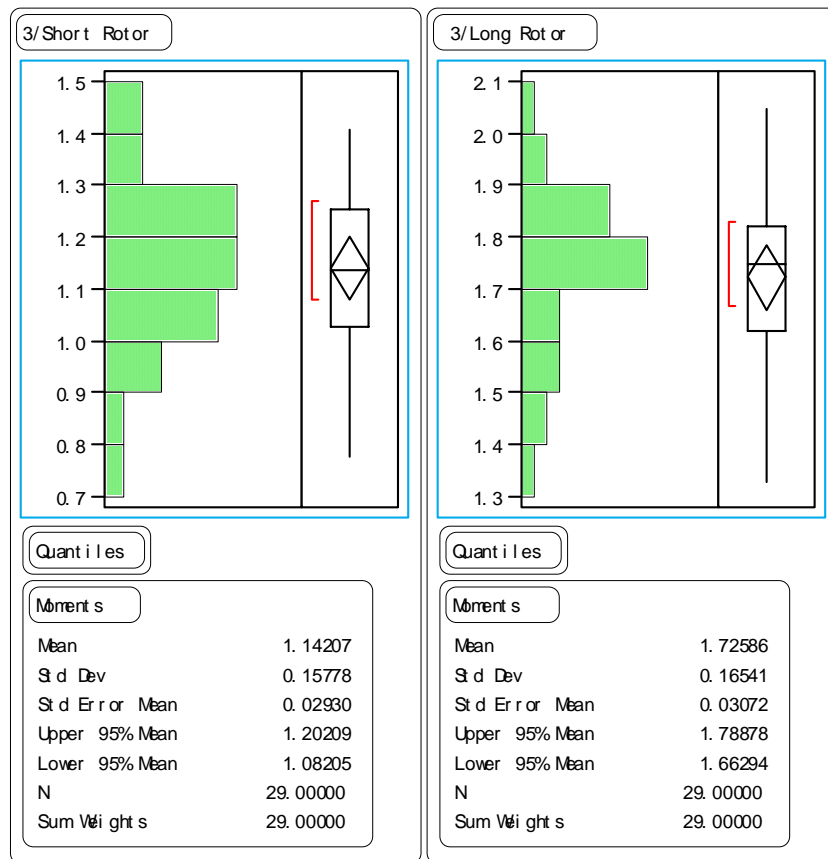 3/Short Rotor
1.5
1.4
1.3
1.2
1.1
1.0
0.9
0.8
0.7
Quantiles
Moments
Mean 1.14207
Std Dev 0.15778
Std Error Mean 0.02930
Upper 95% Mean 1.20209
Lower 95% Mean 1.08205
N 29.00000
Sum Weights 29.00000
3/Long Rotor
2.1
2.0
1.9
1.8
1.7
1.6
1.5
1.4
1.3
Quantiles
Moments
Mean 1.72586
Std Dev 0.16541
Std Error Mean 0.03072
Upper 95% Mean 1.78878
Lower 95% Mean 1.66294
N 29.00000
Sum Weights 29.00000